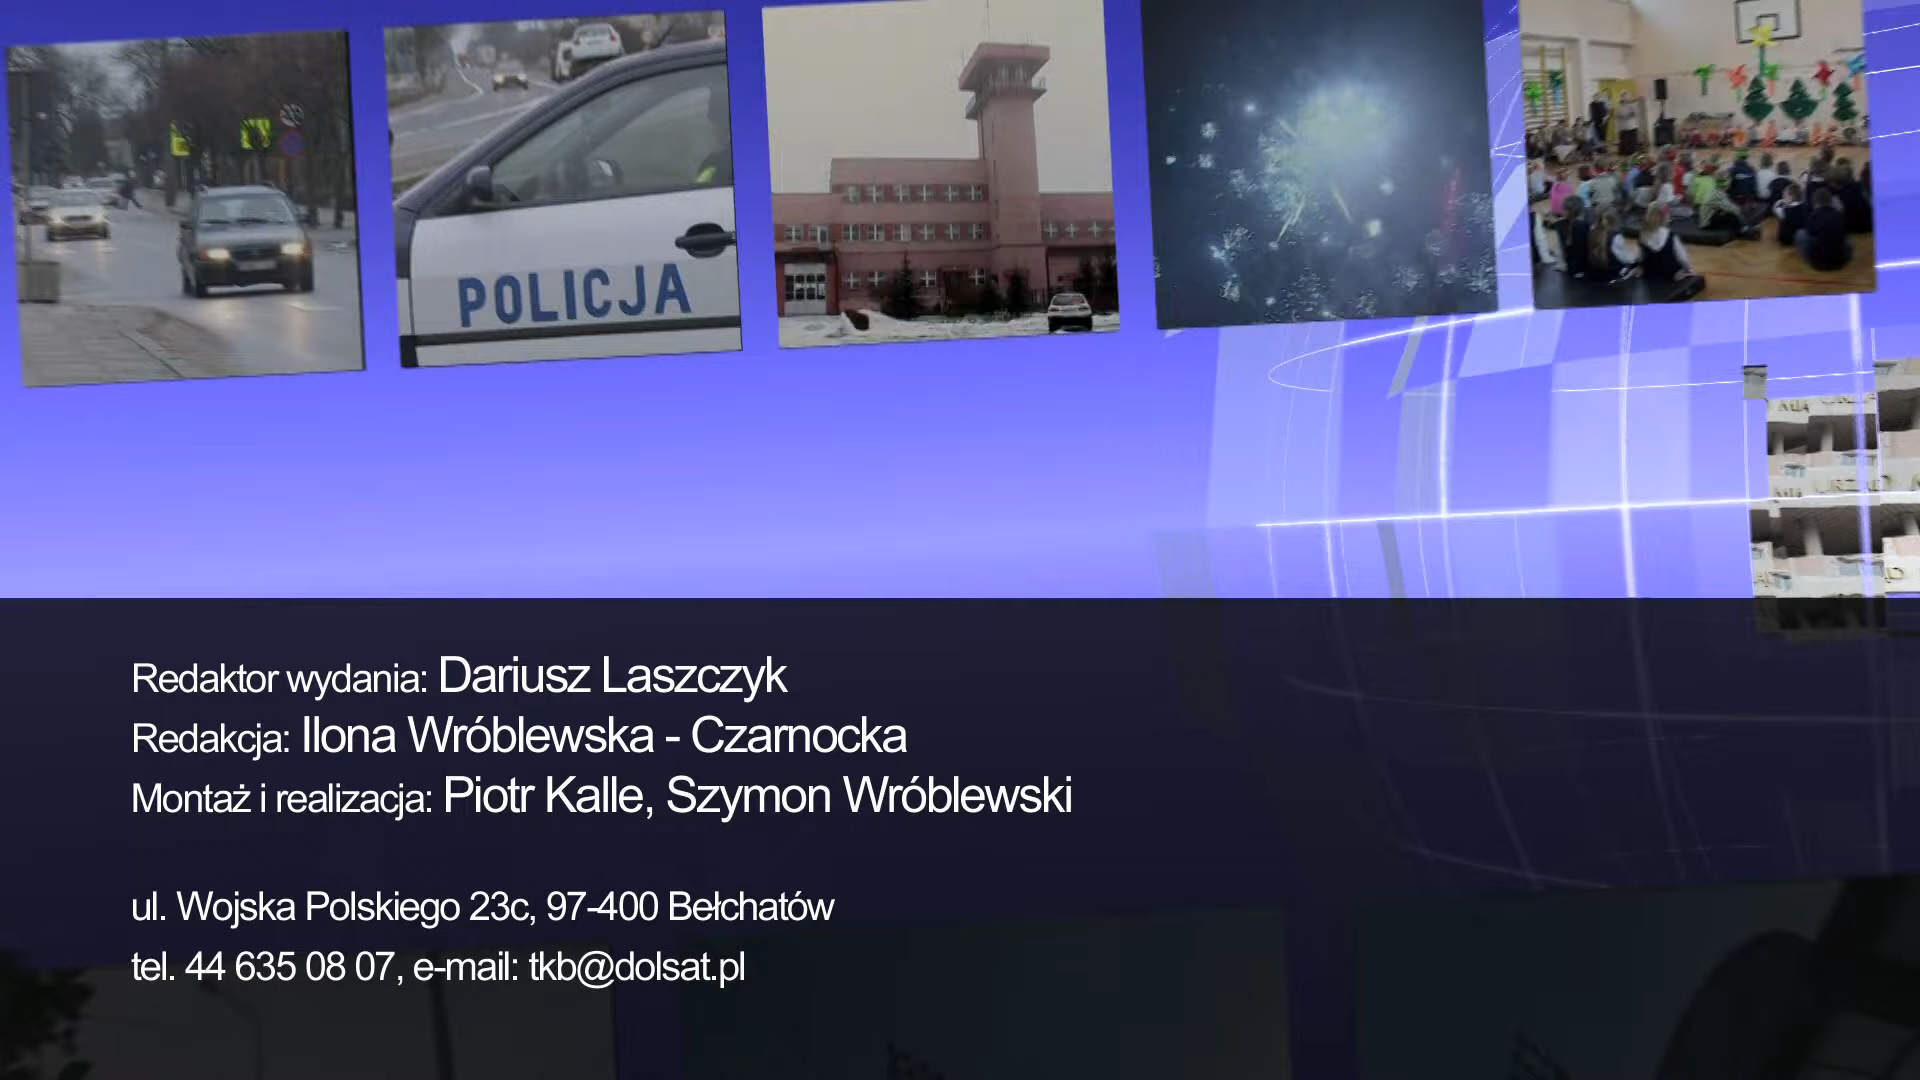 POLICJA
Redaktor wydania: Dariusz Laszczyk
Redakcja: Ilona Wróblewska - Czarnocka
Montaż i realizacja: Piotr Kalle, Szymon Wróblewski
ul. Wojska Polskiego 23c, 97-400 Bełchatów
tel. 44 635 08 07, e-mail: tkb@dolsat.pl